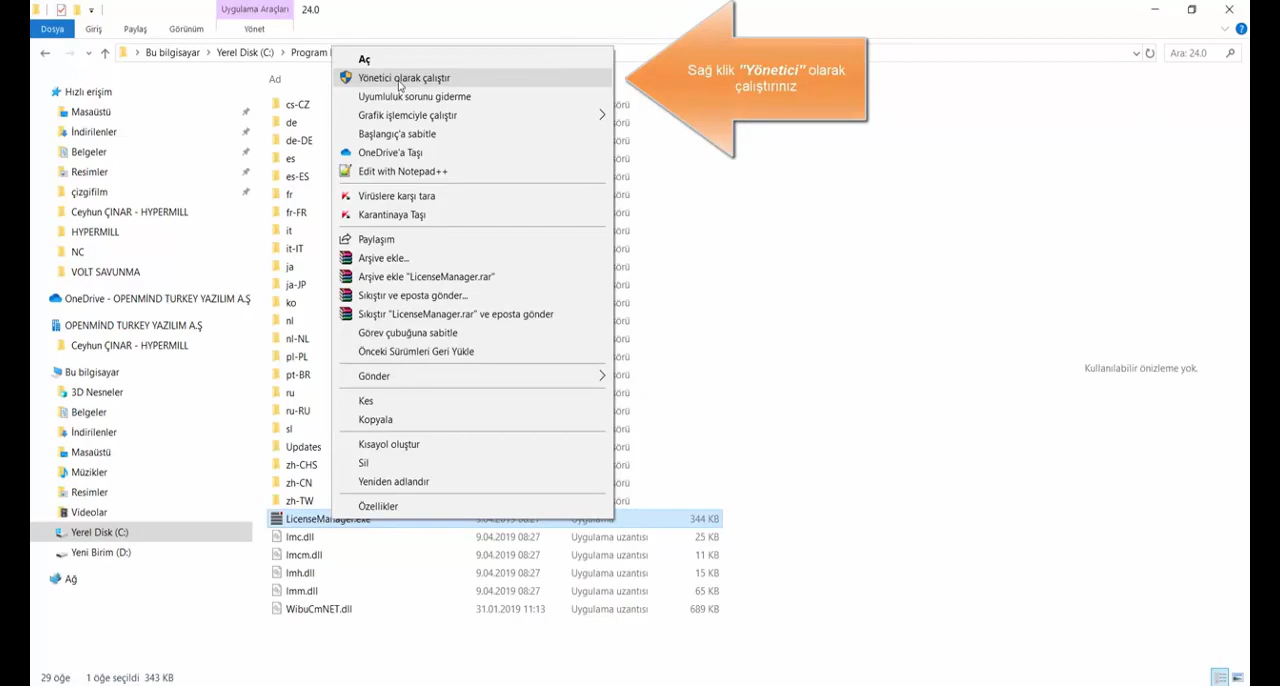 Uygulama Araçları
24.0
Dosya
Giriş
Paylaş
Görünüm
Yönet
Bu bilgisayar
Yerel Disk (C:)
Program
Ara: 24.0
Ad
Hızlı erişim
Masaüstü
İndirilenler
Belgeler
Resimler
çizgifilm
Ceyhun ÇINAR - HYPERMILL
HYPERMILL
NC
VOLT SAVUNMA
OneDrive - OPENMİND TURKEY YAZILIM A.Ş
OPENMİND TURKEY YAZILIM A.Ş
Ceyhun ÇINAR - HYPERMILL
Bu bilgisayar
3D Nesneler
Belgeler
İndirilenler
Masaüstü
Müzikler
Resimler
Videolar
Yerel Disk (C:)
Yeni Birim (D:)
Ağ
cs-CZ
de
de-DE
es
es-ES
fr
fr-FR
it
it-IT
ja
ja-JP
ko
nl
nl-NL
pl-PL
pt-BR
ru
ru-RU
sl
Updates
zh-CHS
zh-CN
zh-TW
LicenseManager.exe 9.04.2019 08:27 Uygulama 344 KB
lmc.dll 9.04.2019 08:27 Uygulama uzantısı 25 KB
lmcm.dll 9.04.2019 08:27 Uygulama uzantısı 11 KB
lmh.dll 9.04.2019 08:27 Uygulama uzantısı 15 KB
lmm.dll 9.04.2019 08:27 Uygulama uzantısı 65 KB
WibuCmNET.dll 31.01.2019 11:13 Uygulama uzantısı 689 KB
Aç
Yönetici olarak çalıştır
Uyumluluk sorunu giderme
Grafik işlemciyle çalıştır
Başlangıç'a sabitle
OneDrive'a Taşı
Edit with Notepad++
Virüslere karşı tara
Karantinaya Taşı
Paylaşım
Arşive ekle...
Arşive ekle "LicenseManager.rar"
Sıkıştır ve eposta gönder...
Sıkıştır "LicenseManager.rar" ve eposta gönder
Görev çubuğuna sabitle
Önceki Sürümleri Geri Yükle
Gönder
Kes
Kopyala
Kısayol oluştur
Sil
Yeniden adlandır
Özellikler
Sağ klik "Yönetici" olarak
çalıştırınız
Kullanılabilir önizleme yok.
29 öğe 1 öğe seçildi 343 KB